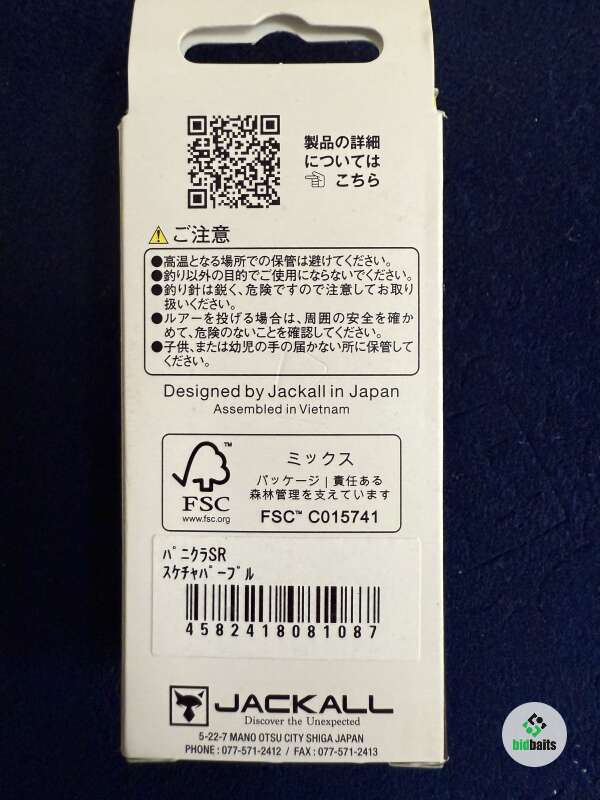 製品の詳細
については
☜ こちら
ご注意
●高温となる場所での保管は避けてください。
●釣り以外の目的でご使用にならないでください。
●釣り針は鋭く、危険ですので注意してお取り
扱いください。
●ルアーを投げる場合は、周囲の安全を確か
めて、危険のないことを確認してください。
●子供、または幼児の手の届かない所に保管して
ください。
Designed by Jackall in Japan
Assembled in Vietnam
FSC™
www.fsc.org
ミックス
パッケージ | 責任ある
森林管理を支えています
FSC™ C015741
ﾊﾟﾆｸﾗSR
ｽｹﾁｬﾊﾟｰﾌﾟﾙ
4582418081087
JACKALL
Discover the Unexpected
5-22-7 MANO OTSU CITY SHIGA JAPAN
PHONE : 077-571-2412 / FAX : 077-571-2413
bidbaits